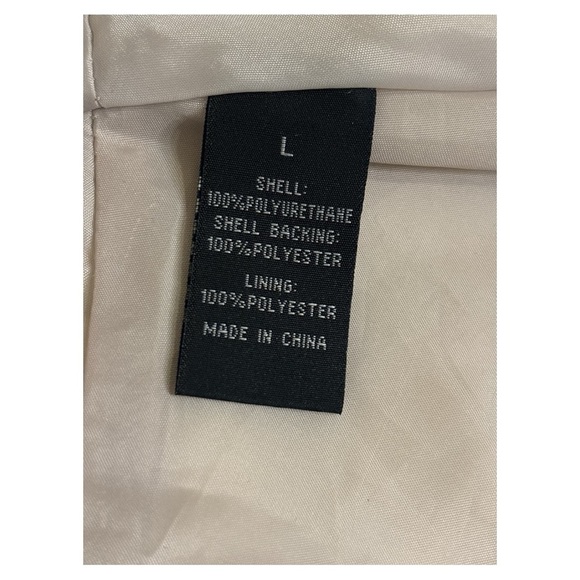 L
SHELL:
100%POLYURETHANE
SHELL BACKING:
100%POLYESTER
LINING:
100%POLYESTER
MADE IN CHINA